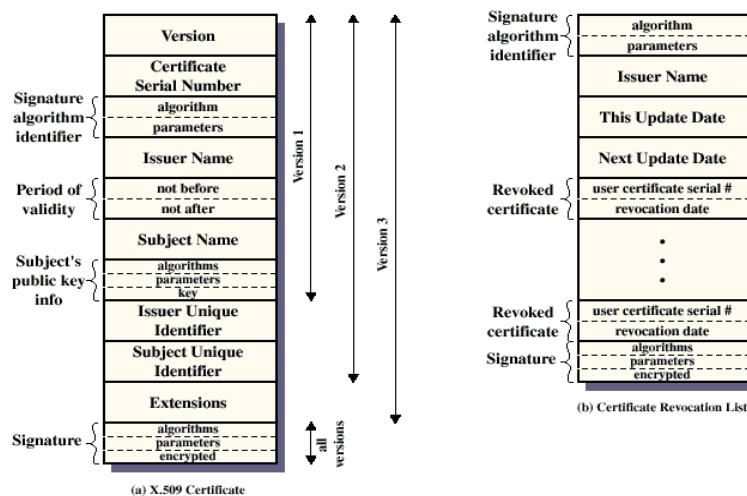 Version
Certificate
Serial Number
Signature
algorithm
identifier
algorithm
parameters
Issuer Name
Period of
validity
not before
not after
Subject Name
Subject's
public key
info
algorithms
parameters
key
Issuer Unique
Identifier
Subject Unique
Identifier
Extensions
Signature
algorithms
parameters
encrypted
Version 1
Version 2
Version 3
all
versions
(a) X.509 Certificate
Signature
algorithm
identifier
algorithm
parameters
Issuer Name
This Update Date
Next Update Date
Revoked
certificate
user certificate serial #
revocation date
Revoked
certificate
user certificate serial #
revocation date
Signature
algorithms
parameters
encrypted
(b) Certificate Revocation List